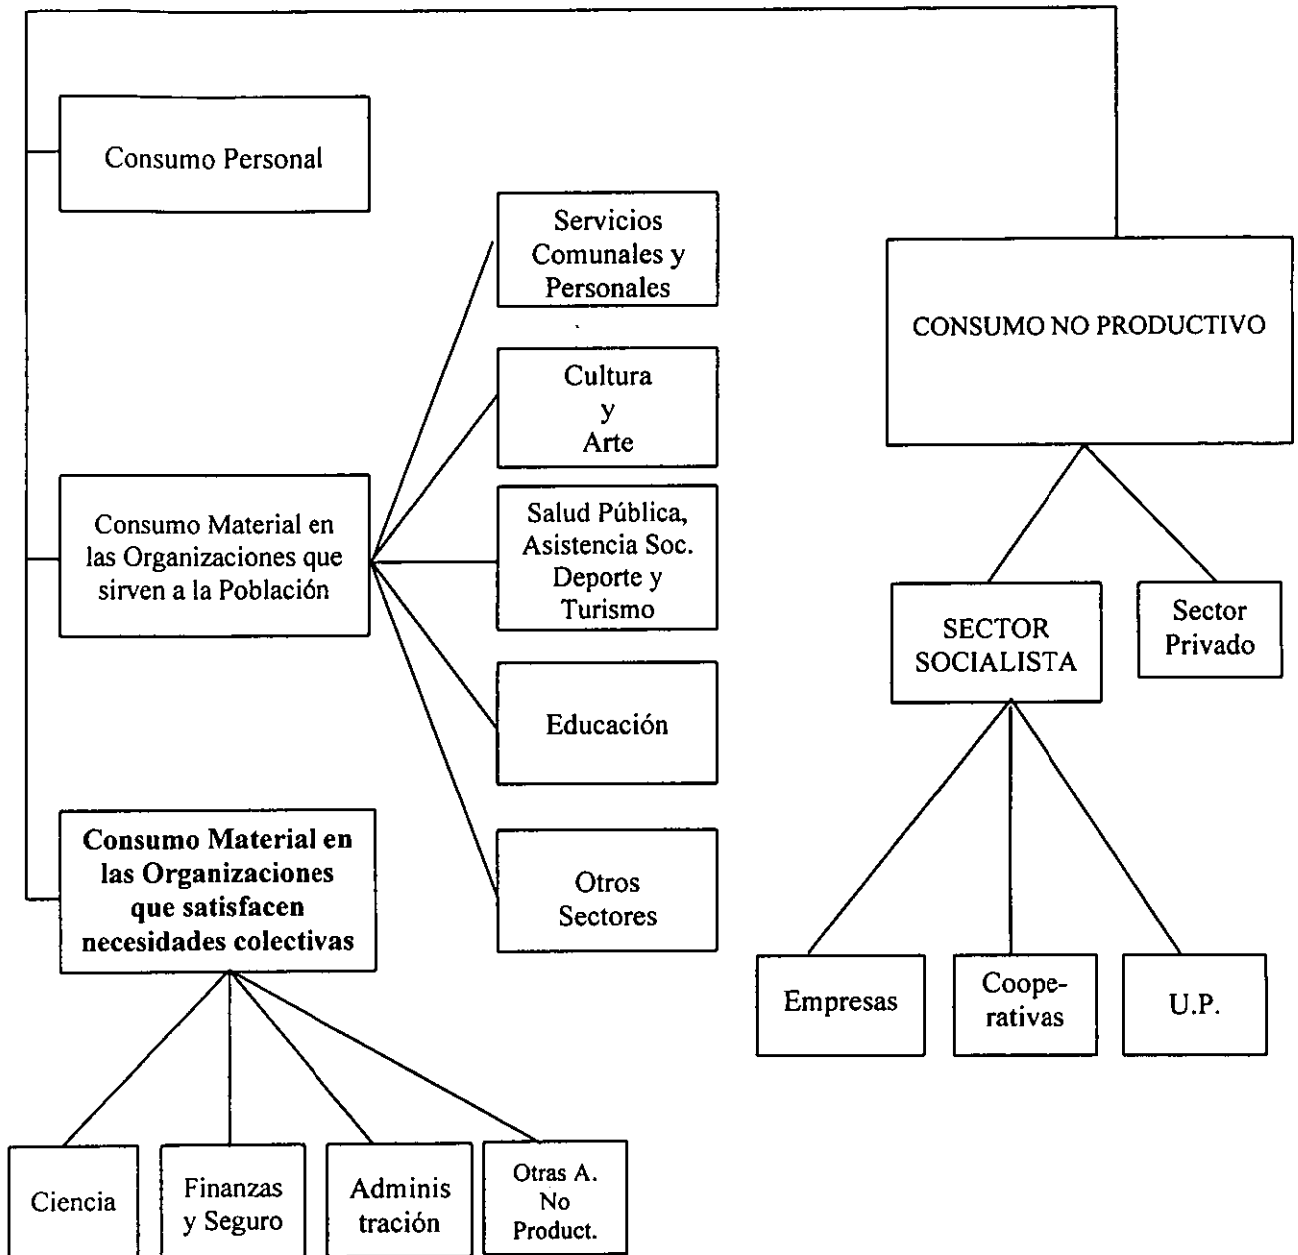 Consumo Personal
Servicios
Comunales y
Personales
CONSUMO NO PRODUCTIVO
Cultura
y
Arte
Consumo Material en
las Organizaciones que
sirven a la Población
Salud Pública,
Asistencia Soc.
Deporte y
Turismo
SECTOR
SOCIALISTA
Sector
Privado
Educación
Consumo Material en
las Organizaciones
que satisfacen
necesidades colectivas
Otros
Sectores
Empresas
Coope-
rativas
U.P.
Ciencia
Finanzas
y Seguro
Adminis
tración
Otras A.
No
Product.